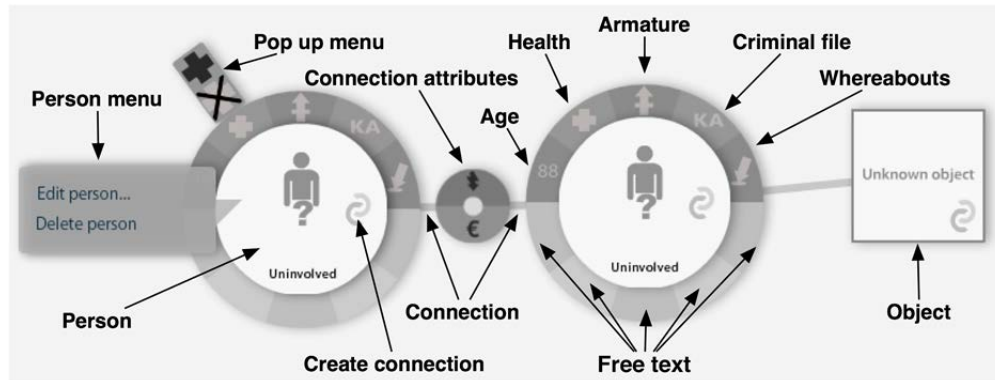 Pop up menu
Health
Armature
Criminal file
Connection attributes
Whereabouts
Person menu
Age
KA
88
KA
Edit person...
Delete person
?
€
?
Unknown object
Uninvolved
Uninvolved
Person
Connection
Object
Create connection
Free text